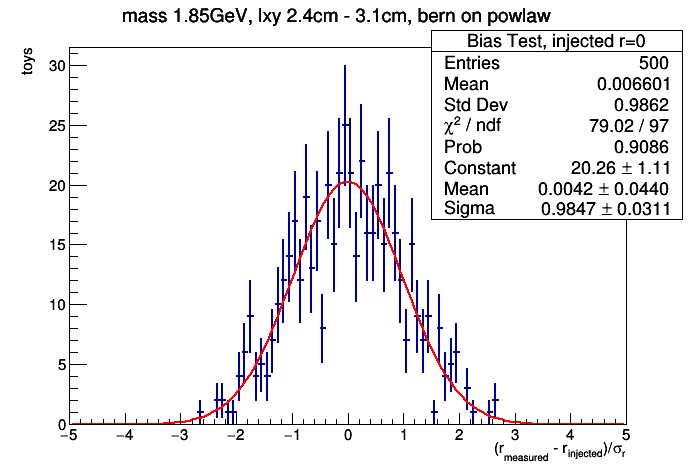 mass 1.85GeV, lxy 2.4cm - 3.1cm, bern on powlaw
toys
Bias Test, injected r=0
Entries 500
Mean 0.006601
Std Dev 0.9862
χ² / ndf 79.02 / 97
Prob 0.9086
Constant 20.26 ± 1.11
Mean 0.0042 ± 0.0440
Sigma 0.9847 ± 0.0311
30
25
20
15
10
5
0
−5 −4 −3 −2 −1 0 1 2 3 4 5
(r_measured - r_injected)/σ_r